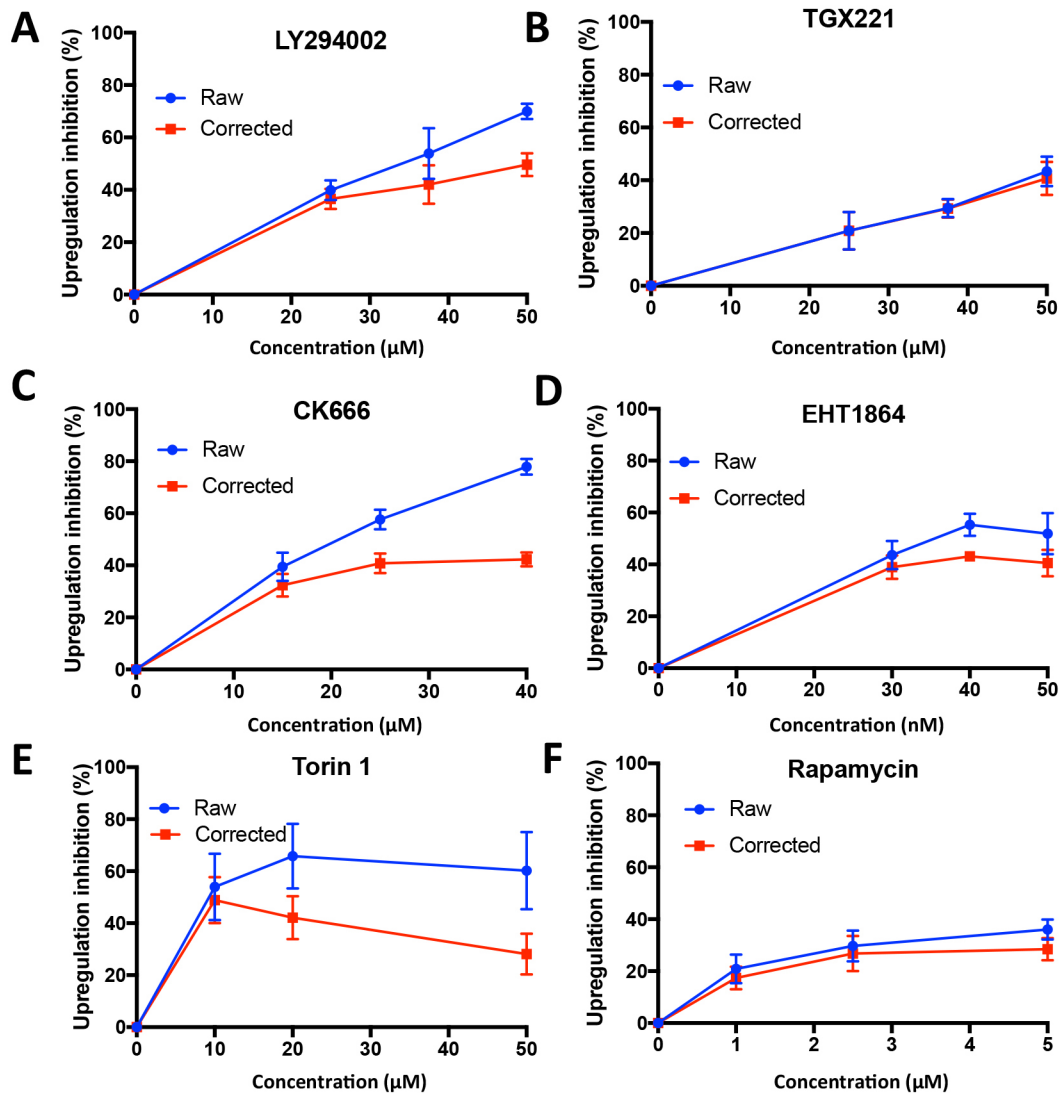 A
LY294002
Upregulation inhibition (%)
100
80
60
40
20
0
Raw
Corrected
0 10 20 30 40 50
Concentration (µM)
B
TGX221
Upregulation inhibition (%)
100
80
60
40
20
0
Raw
Corrected
0 10 20 30 40 50
Concentration (µM)
C
CK666
Upregulation inhibition (%)
100
80
60
40
20
0
Raw
Corrected
0 10 20 30 40
Concentration (µM)
D
EHT1864
Upregulation inhibition (%)
100
80
60
40
20
0
Raw
Corrected
0 10 20 30 40 50
Concentration (nM)
E
Torin 1
Upregulation inhibition (%)
100
80
60
40
20
0
Raw
Corrected
0 10 20 30 40 50
Concentration (µM)
F
Rapamycin
Upregulation inhibition (%)
100
80
60
40
20
0
Raw
Corrected
0 1 2 3 4 5
Concentration (µM)